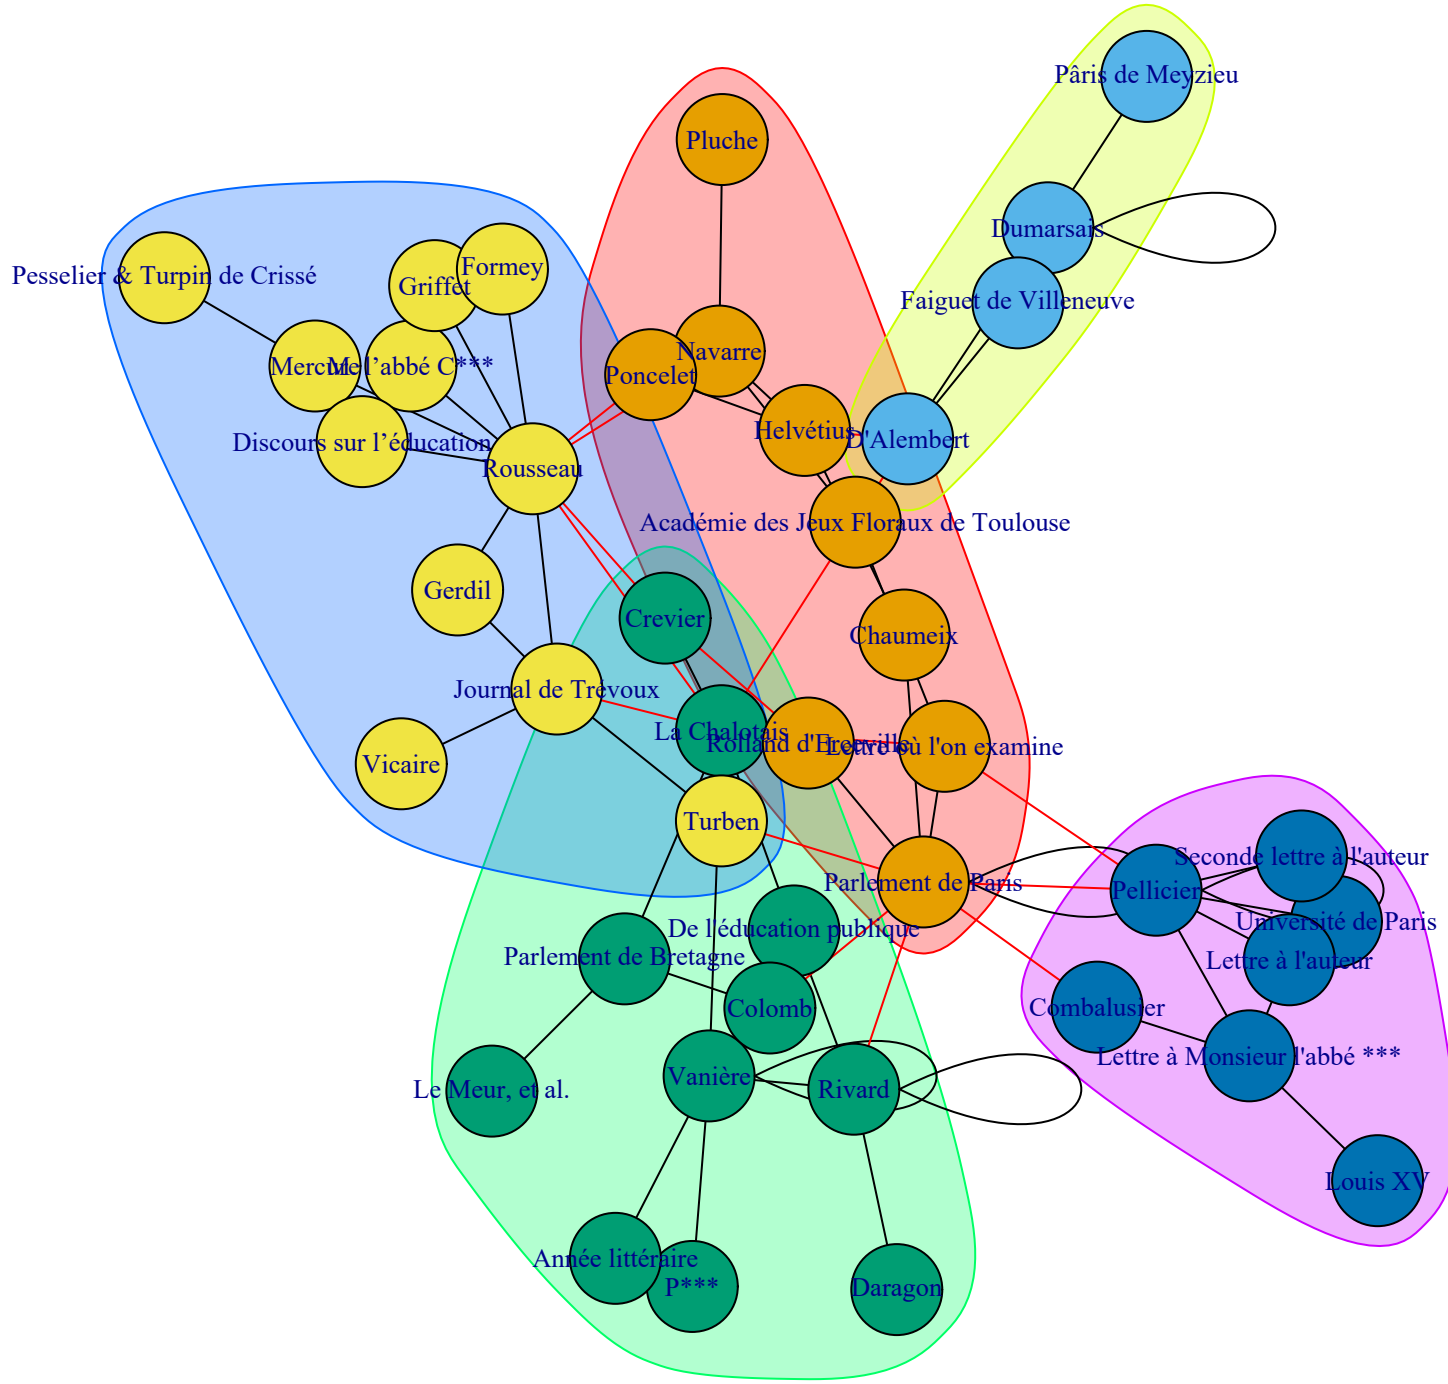 Pâris de Meyzieu
Pluche
Dumarsais
Formey
Pesselier & Turpin de Crissé
Griffet
Faiguet de Villeneuve
Navarre
Mercure
M. l’abbé C***
Poncelet
Helvétius
D'Alembert
Discours sur l’éducation
Rousseau
Académie des Jeux Floraux de Toulouse
Gerdil
Crevier
Chaumeix
Journal de Trévoux
La Chalotais
Rolland d'Erceville
Lettre où l'on examine
Vicaire
Turben
Seconde lettre à l'auteur
Parlement de Paris
Pellicier
Université de Paris
De l'éducation publique
Parlement de Bretagne
Lettre à l'auteur
Colomb
Combalusier
Lettre à Monsieur l'abbé ***
Vanière
Le Meur, et al.
Rivard
Louis XV
Année littéraire
P***
Daragon